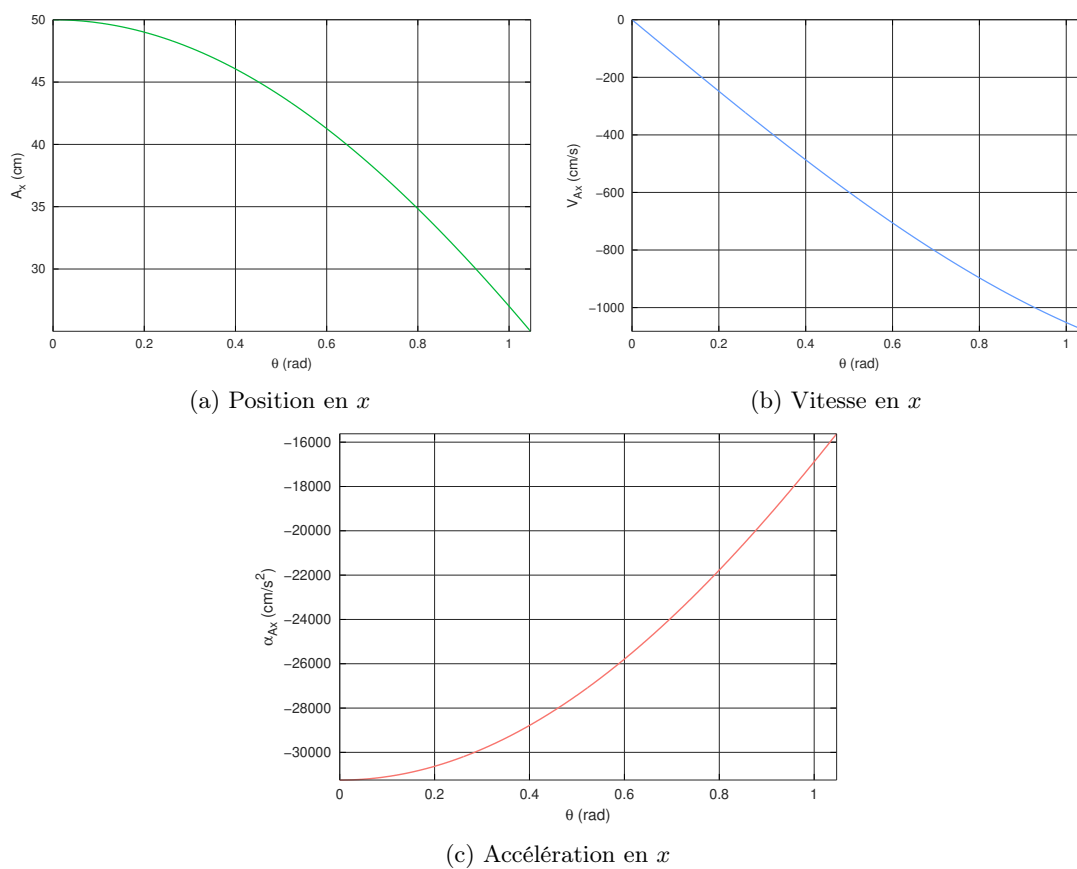 50
45
40
35
30
A_x (cm)
0 0.2 0.4 0.6 0.8 1
θ (rad)
(a) Position en x
0
−200
−400
−600
−800
−1000
V_Ax (cm/s)
0 0.2 0.4 0.6 0.8 1
θ (rad)
(b) Vitesse en x
−16000
−18000
−20000
−22000
−24000
−26000
−28000
−30000
α_Ax (cm/s²)
0 0.2 0.4 0.6 0.8 1
θ (rad)
(c) Accélération en x